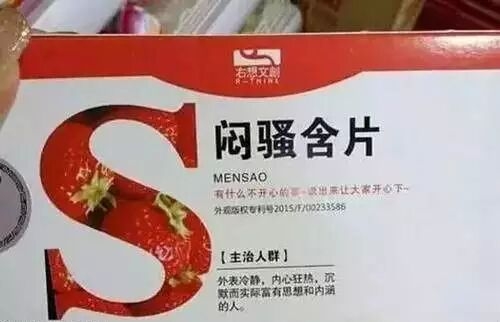 右想文創
R-THINK
闷骚含片
MENSAO
有什么不开心的事~说出来让大家开心下~
外观版权专利号2015/F/00233586
【主治人群】
外表冷静，内心狂热，沉
默而实际富有思想和内涵
的人。
S